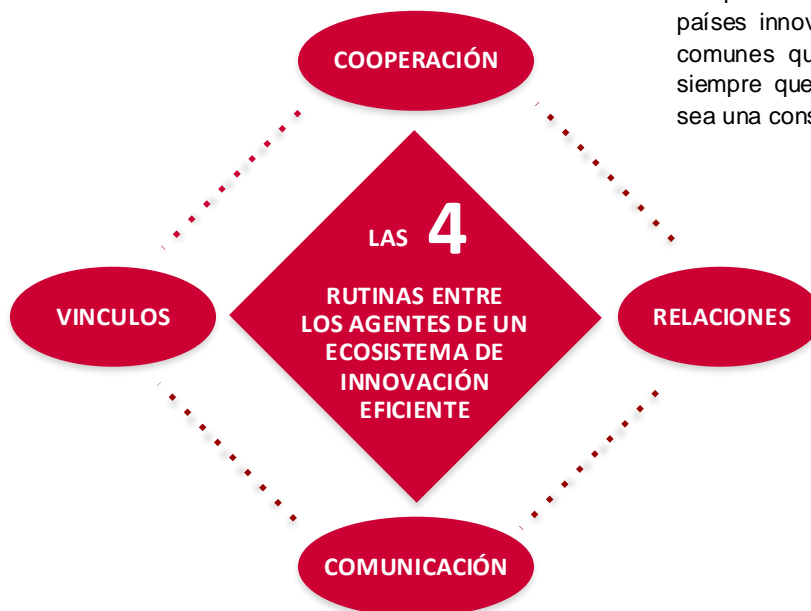 países innov
comunes qu
siempre que
sea una cons
COOPERACIÓN
LAS 4
RUTINAS ENTRE
LOS AGENTES DE UN
ECOSISTEMA DE
INNOVACIÓN
EFICIENTE
VINCULOS
RELACIONES
COMUNICACIÓN